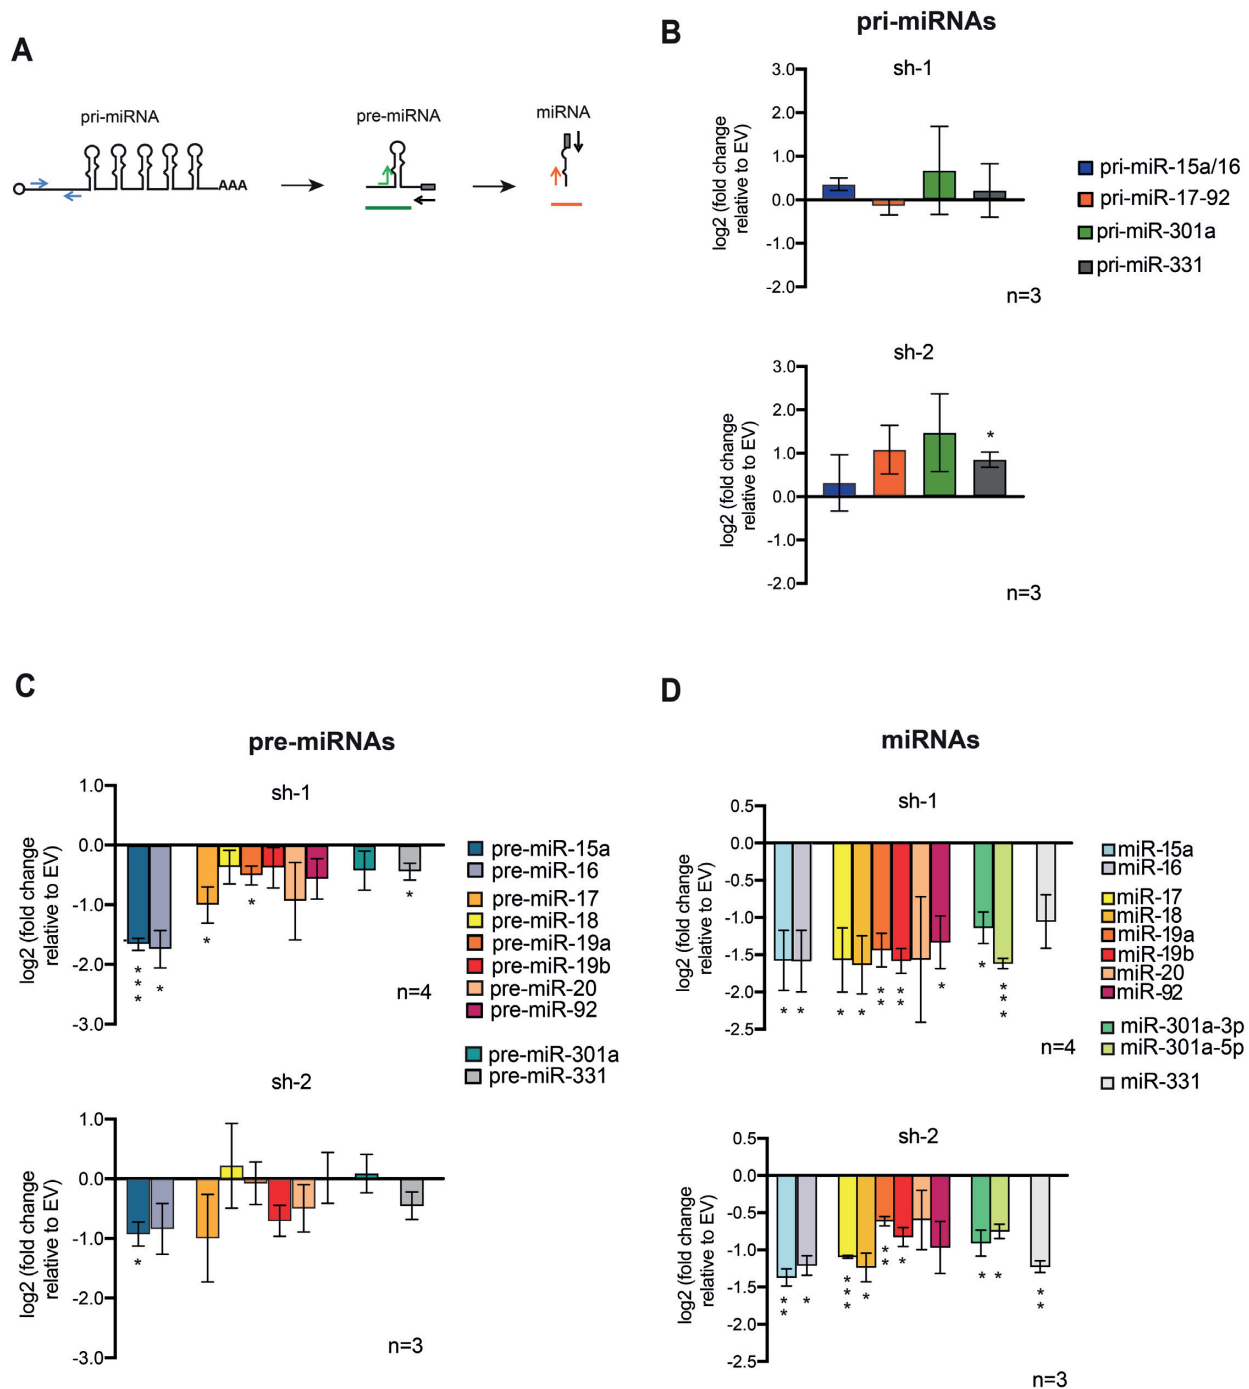 A
pri-miRNA
pre-miRNA
miRNA
AAA
B
pri-miRNAs
sh-1
log2 (fold change
relative to EV)
3.0
2.0
1.0
0.0
-1.0
-2.0
n=3
pri-miR-15a/16
pri-miR-17-92
pri-miR-301a
pri-miR-331
sh-2
log2 (fold change
relative to EV)
3.0
2.0
1.0
0.0
-1.0
-2.0
*
n=3
C
pre-miRNAs
sh-1
log2 (fold change
relative to EV)
1.0
0.0
-1.0
-2.0
-3.0
* * *
*
*
*
*
n=4
pre-miR-15a
pre-miR-16
pre-miR-17
pre-miR-18
pre-miR-19a
pre-miR-19b
pre-miR-20
pre-miR-92
pre-miR-301a
pre-miR-331
sh-2
log2 (fold change
relative to EV)
1.0
0.0
-1.0
-2.0
-3.0
*
n=3
D
miRNAs
sh-1
log2 (fold change
relative to EV)
0.5
0.0
-0.5
-1.0
-1.5
-2.0
-2.5
*
*
*
*
* *
* *
*
*
* * *
n=4
miR-15a
miR-16
miR-17
miR-18
miR-19a
miR-19b
miR-20
miR-92
miR-301a-3p
miR-301a-5p
miR-331
sh-2
log2 (fold change
relative to EV)
0.5
0.0
-0.5
-1.0
-1.5
-2.0
-2.5
* *
*
* * *
*
* *
*
*
*
* *
n=3